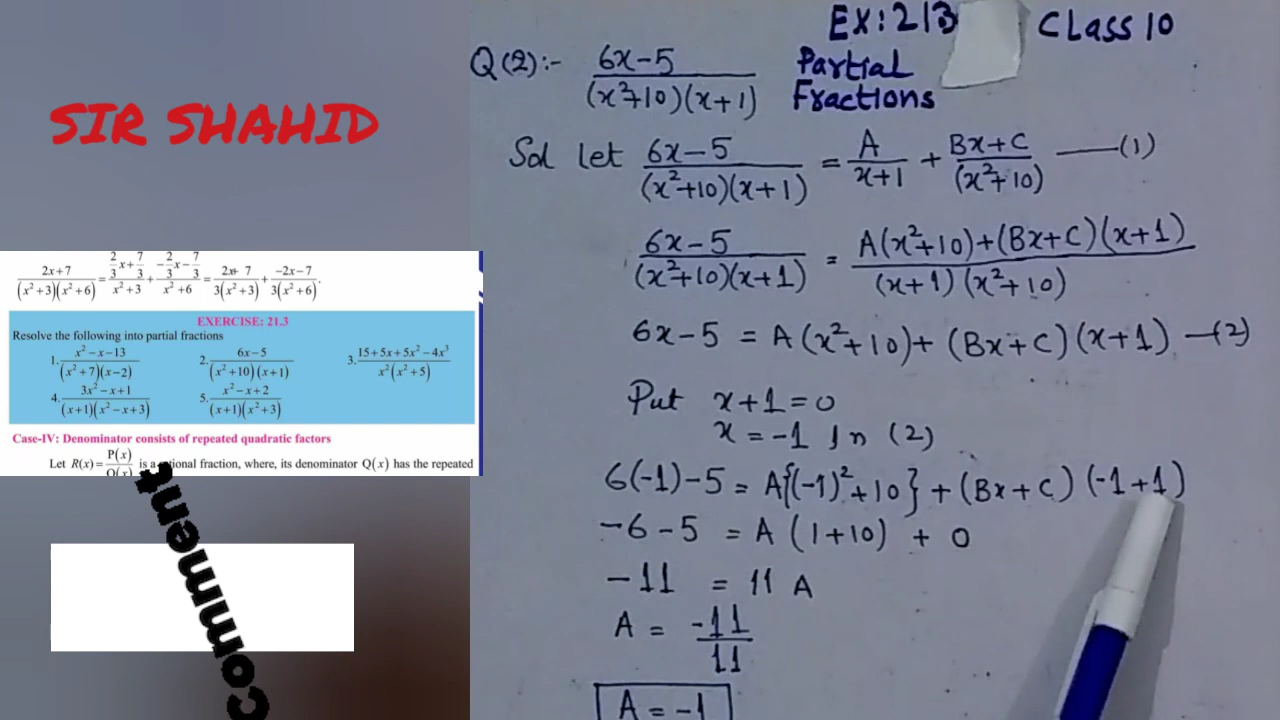 SIR SHAHID
(2x+7)/((x²+3)(x²+6)) = (2/3 x + 7/3)/(x²+3) + (-2/3 x - 7/3)/(x²+6) = (2x+7)/(3(x²+3)) + (-2x-7)/(3(x²+6)).
EXERCISE: 21.3
Resolve the following into partial fractions
1. (x²-x-13)/((x²+7)(x-2)) 2. (6x-5)/((x²+10)(x+1)) 3. (15+5x+5x²-4x³)/(x²(x²+5))
4. (3x²-x+1)/((x+1)(x²-x+3)) 5. (x²-x+2)/((x+1)(x²+3))
Case-IV: Denominator consists of repeated quadratic factors
Let R(x)= P(x)/Q(x) is a rational fraction, where, its denominator Q(x) has the repeated
comment
EX:213 Class 10
Q(2):- (6x-5)/((x²+10)(x+1)) Partial
Fractions
Sol let (6x-5)/((x²+10)(x+1)) = A/(x+1) + (Bx+C)/(x²+10) —(1)
(6x-5)/((x²+10)(x+1)) = (A(x²+10)+(Bx+C)(x+1))/((x+1)(x²+10))
6x-5 = A(x²+10)+(Bx+C)(x+1) —(2)
Put x+1=0
x = -1 In (2)
6(-1)-5 = A{(-1)²+10} + (Bx+C)(-1+1)
-6-5 = A(1+10) + 0
-11 = 11 A
A = -11/11
A = -1